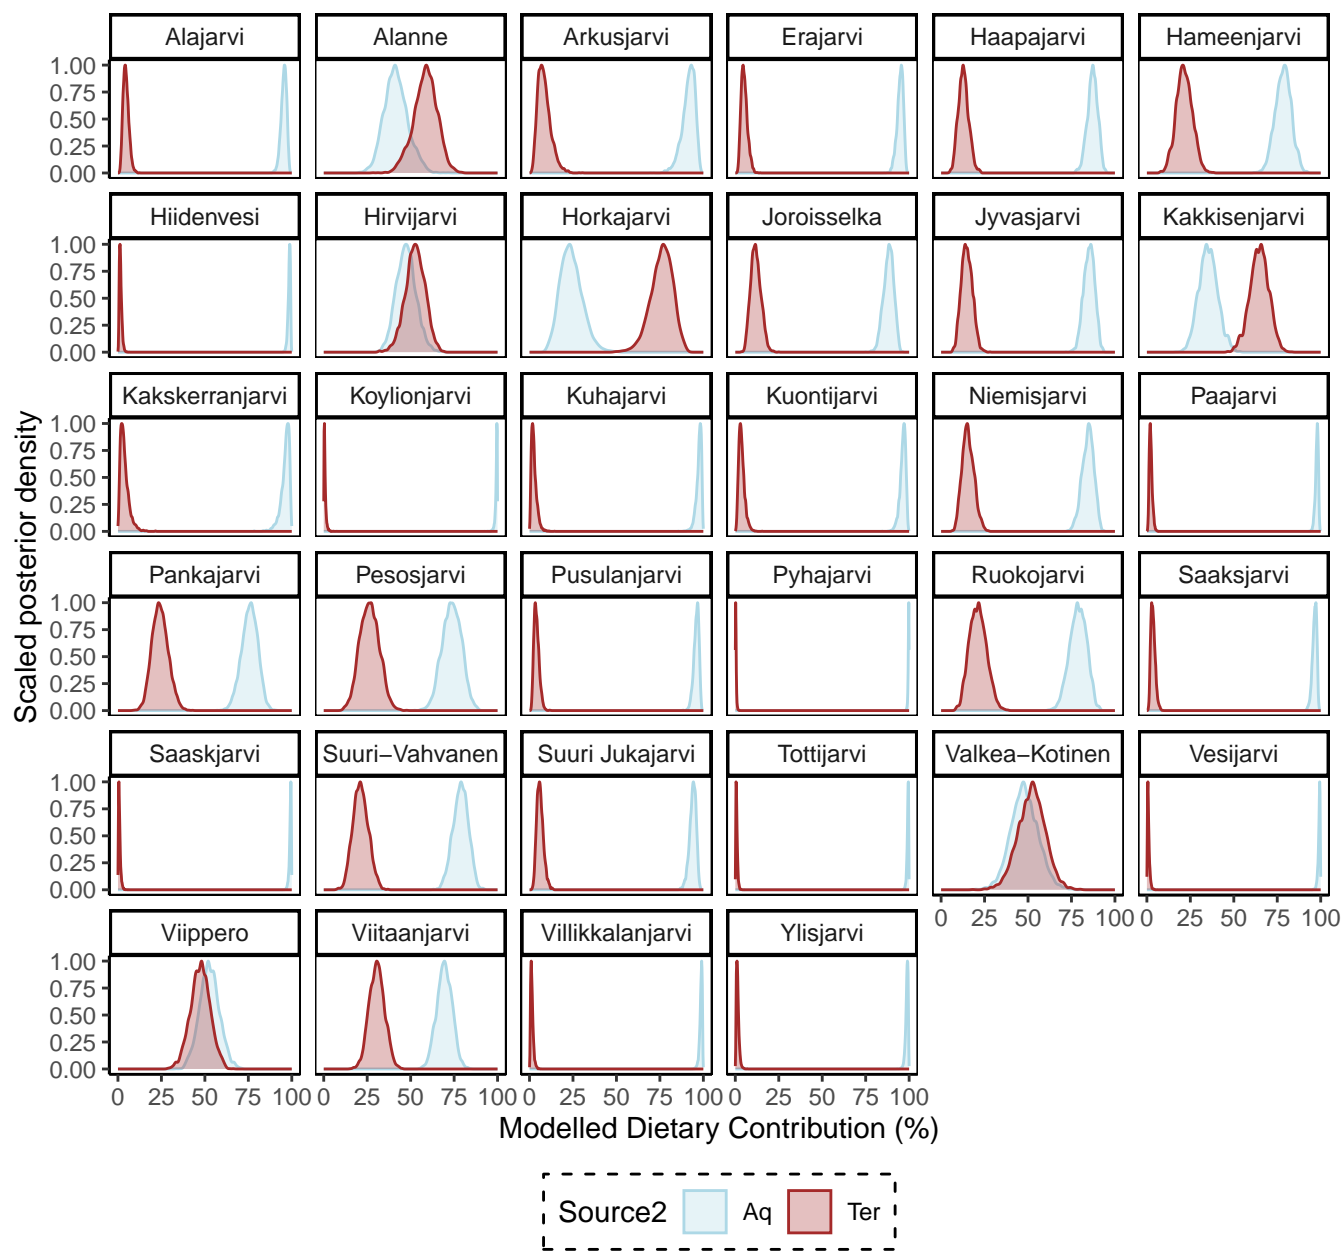 Alajarvi Alanne Arkusjarvi Erajarvi Haapajarvi Hameenjarvi
1.00
0.75
0.50
0.25
0.00
Hiidenvesi Hirvijarvi Horkajarvi Joroisselka Jyvasjarvi Kakkisenjarvi
1.00
0.75
0.50
0.25
0.00
Kakskerranjarvi Koylionjarvi Kuhajarvi Kuontijarvi Niemisjarvi Paajarvi
1.00
0.75
0.50
0.25
0.00
Scaled posterior density
Pankajarvi Pesosjarvi Pusulanjarvi Pyhajarvi Ruokojarvi Saaksjarvi
1.00
0.75
0.50
0.25
0.00
Saaskjarvi Suuri−Vahvanen Suuri Jukajarvi Tottijarvi Valkea−Kotinen Vesijarvi
1.00
0.75
0.50
0.25
0.00
0 25 50 75 100 0 25 50 75 100
Viippero Viitaanjarvi Villikkalanjarvi Ylisjarvi
1.00
0.75
0.50
0.25
0.00
0 25 50 75 100 0 25 50 75 100 0 25 50 75 100 0 25 50 75 100
Modelled Dietary Contribution (%)
Source2 Aq Ter